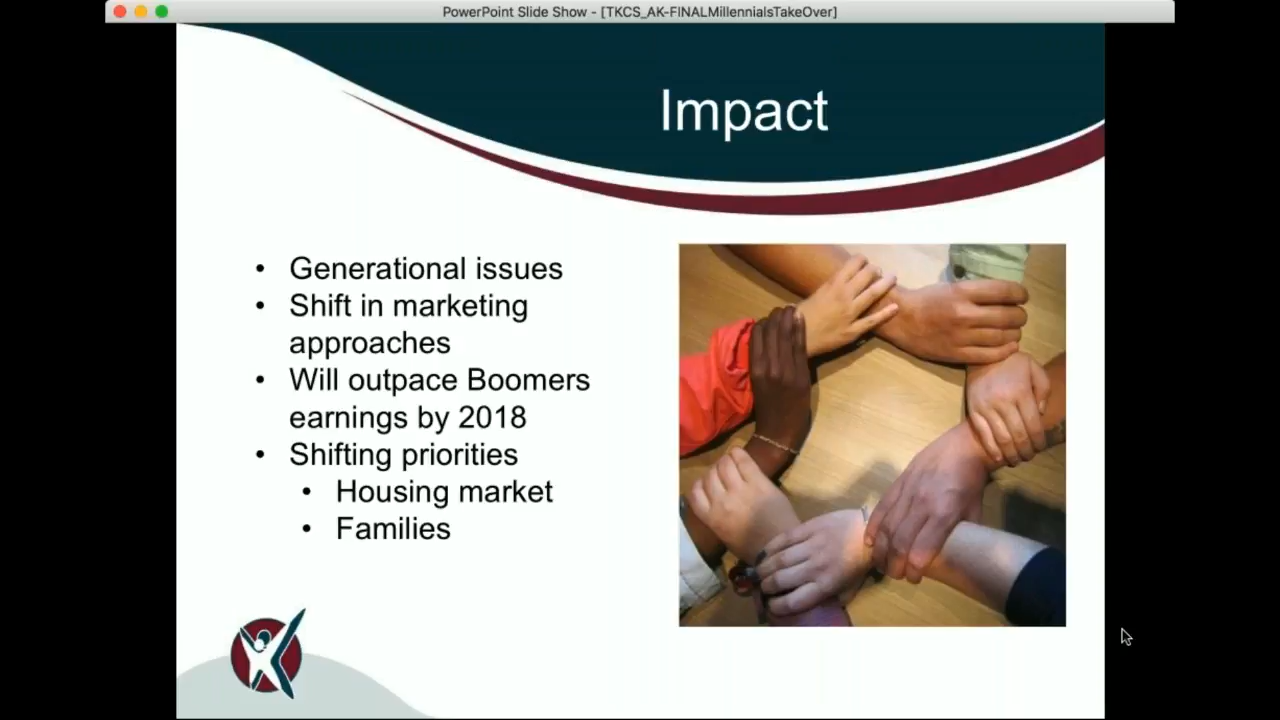 PowerPoint Slide Show - [TKCS_AK-FINALMillennialsTakeOver]
Impact
• Generational issues
• Shift in marketing
approaches
• Will outpace Boomers
earnings by 2018
• Shifting priorities
• Housing market
• Families